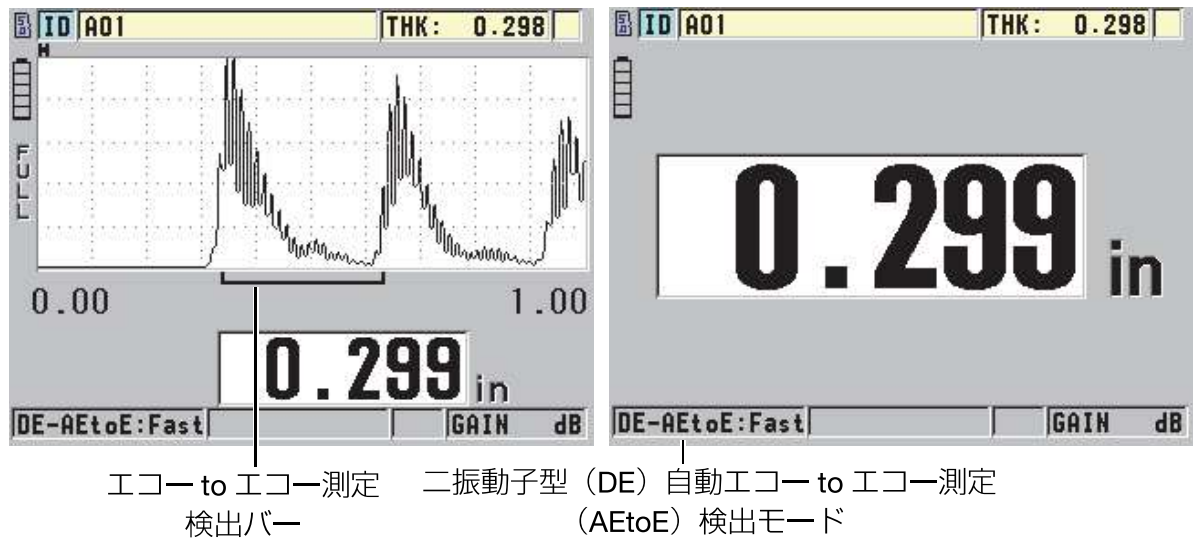 ID A01 THK: 0.298
FULL
0.00 1.00
0.299 in
DE-AEtoE:Fast GAIN dB
エコー to エコー測定
検出バー
ID A01 THK: 0.298
0.299 in
DE-AEtoE:Fast GAIN dB
二振動子型（DE）自動エコー to エコー測定
（AEtoE）検出モード